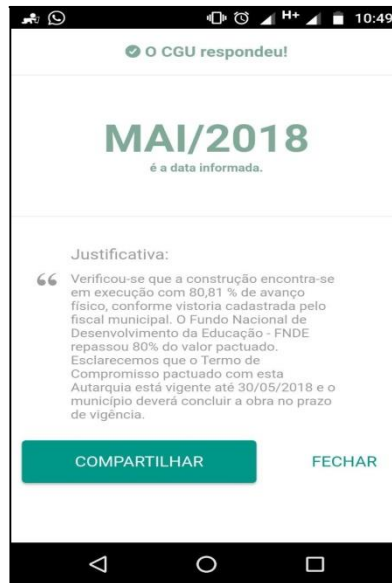 H+ 10:49
O CGU respondeu!
MAI/2018
é a data informada.
Justificativa:
“ Verificou-se que a construção encontra-se
em execução com 80,81 % de avanço
físico, conforme vistoria cadastrada pelo
fiscal municipal. O Fundo Nacional de
Desenvolvimento da Educação - FNDE
repassou 80% do valor pactuado.
Esclarecemos que o Termo de
Compromisso pactuado com esta
Autarquia está vigente até 30/05/2018 e o
município deverá concluir a obra no prazo
de vigência.
COMPARTILHAR FECHAR